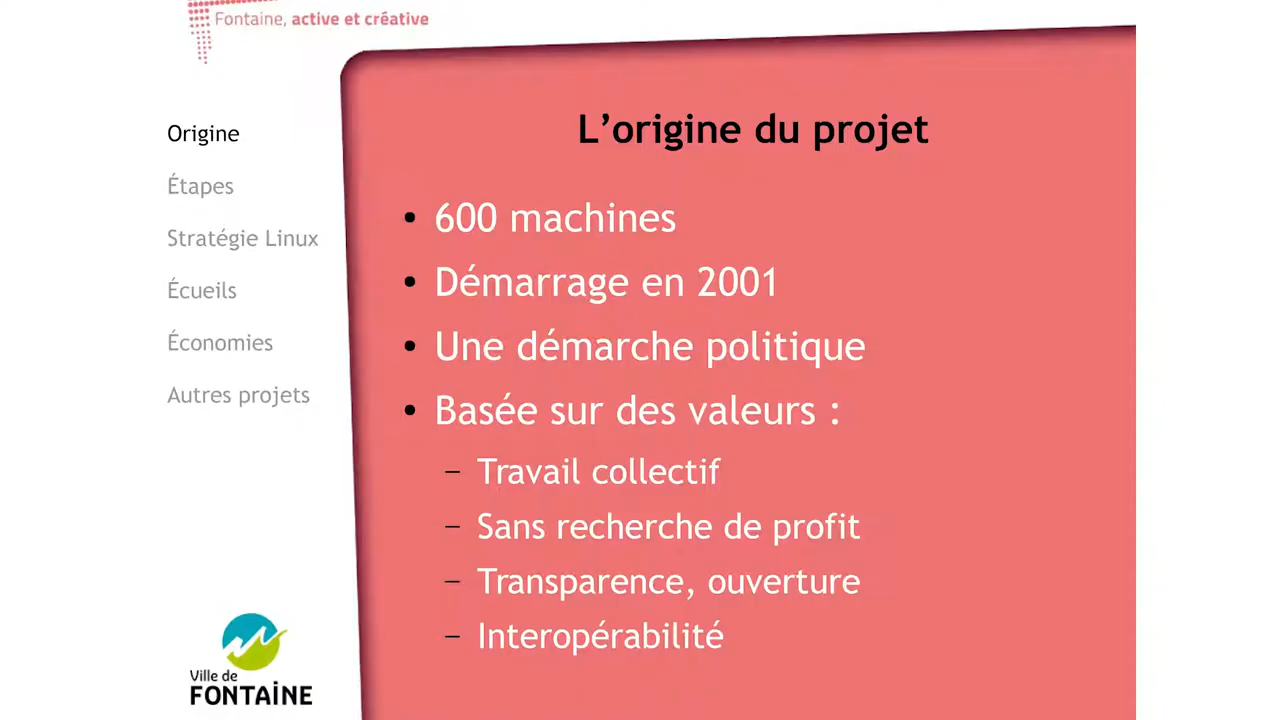 Fontaine, active et créative
Origine
Étapes
Stratégie Linux
Écueils
Économies
Autres projets
L’origine du projet
• 600 machines
• Démarrage en 2001
• Une démarche politique
• Basée sur des valeurs :
– Travail collectif
– Sans recherche de profit
– Transparence, ouverture
– Interopérabilité
Ville de
FONTAINE